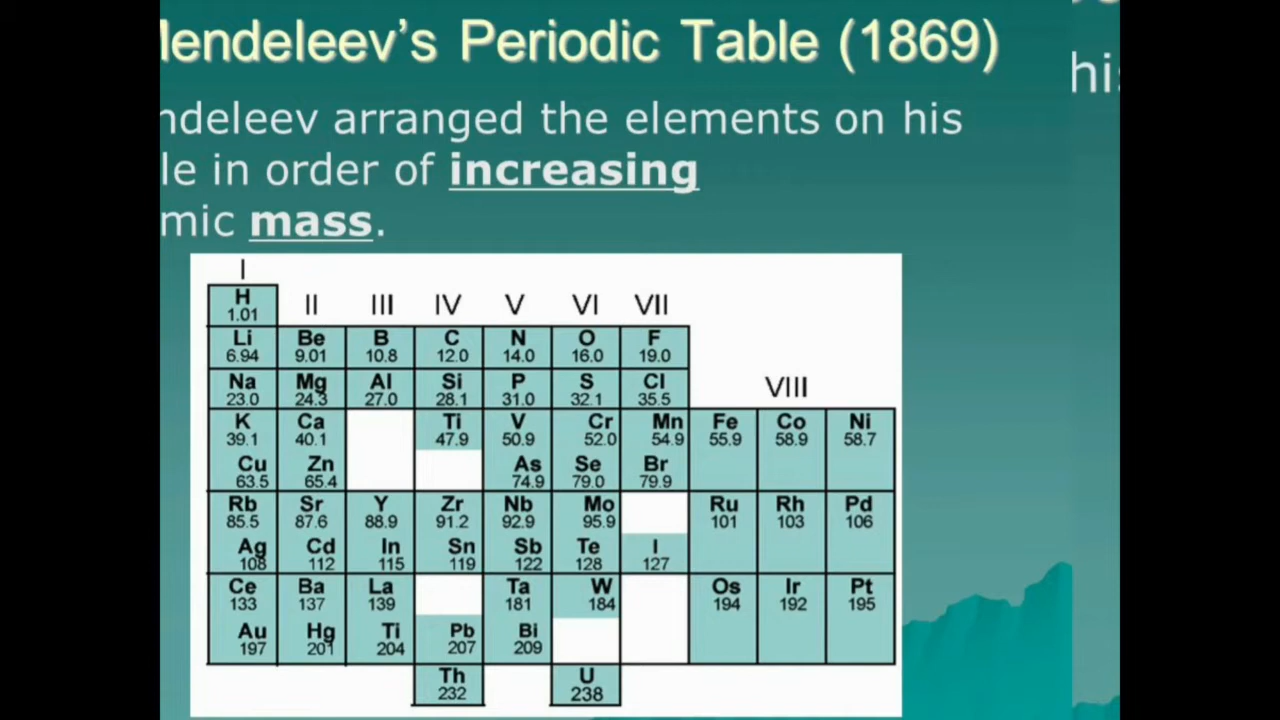 Mendeleev's Periodic Table (1869)
ndeleev arranged the elements on his
le in order of increasing
mic mass.
I
II III IV V VI VII
VIII
H
1.01
Li Be B C N O F
6.94 9.01 10.8 12.0 14.0 16.0 19.0
Na Mg Al Si P S Cl
23.0 24.3 27.0 28.1 31.0 32.1 35.5
K Ca Ti V Cr Mn Fe Co Ni
39.1 40.1 47.9 50.9 52.0 54.9 55.9 58.9 58.7
Cu Zn As Se Br
63.5 65.4 74.9 79.0 79.9
Rb Sr Y Zr Nb Mo Ru Rh Pd
85.5 87.6 88.9 91.2 92.9 95.9 101 103 106
Ag Cd In Sn Sb Te I
108 112 115 119 122 128 127
Ce Ba La Ta W Os Ir Pt
133 137 139 181 184 194 192 195
Au Hg Ti Pb Bi
197 201 204 207 209
Th U
232 238
his